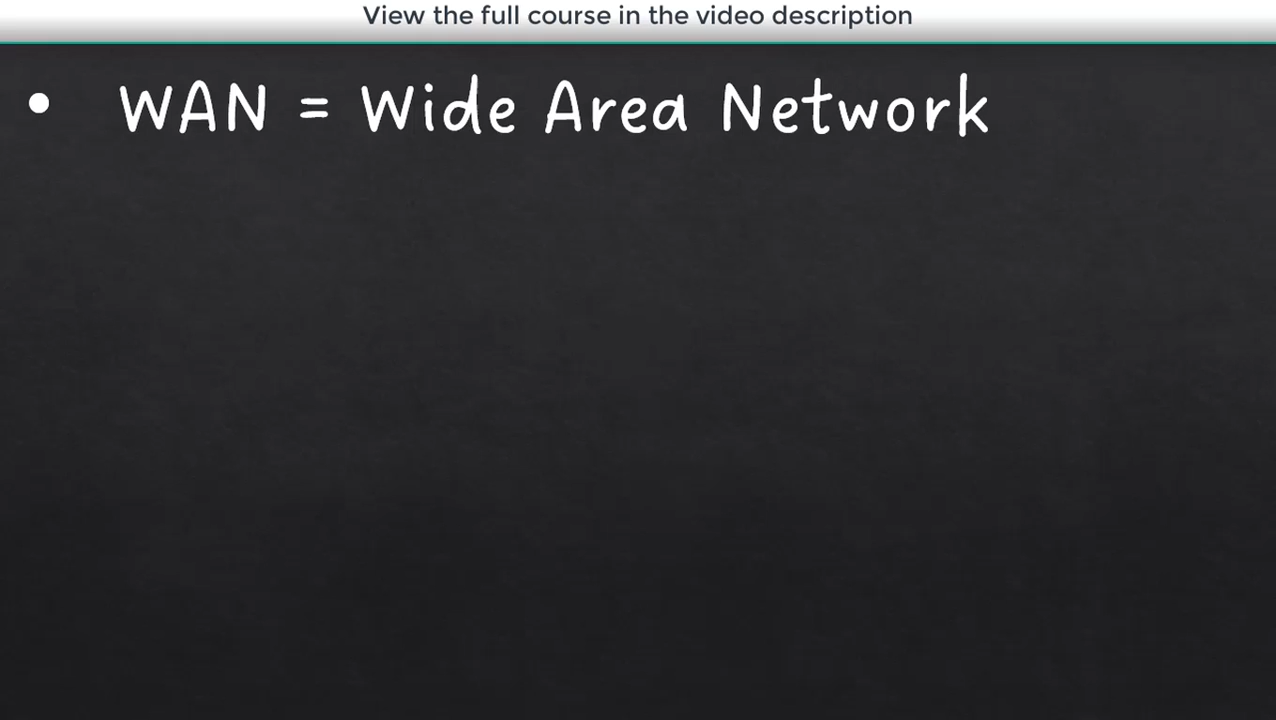 View the full course in the video description
• WAN = Wide Area Network